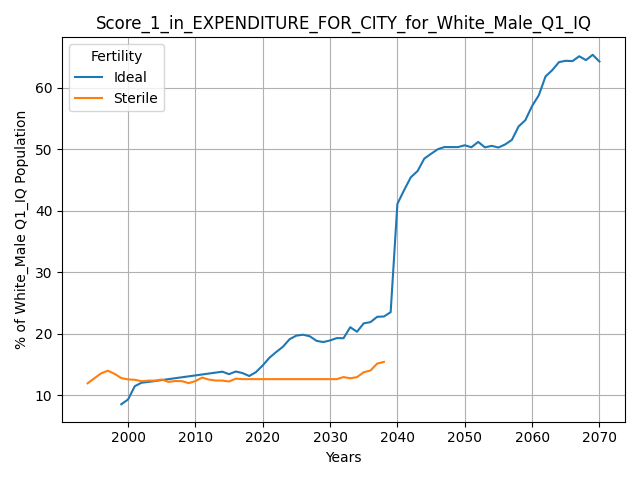 Score_1_in_EXPENDITURE_FOR_CITY_for_White_Male_Q1_IQ
Fertility
Ideal
Sterile
% of White_Male Q1_IQ Population
60
50
40
30
20
10
2000 2010 2020 2030 2040 2050 2060 2070
Years